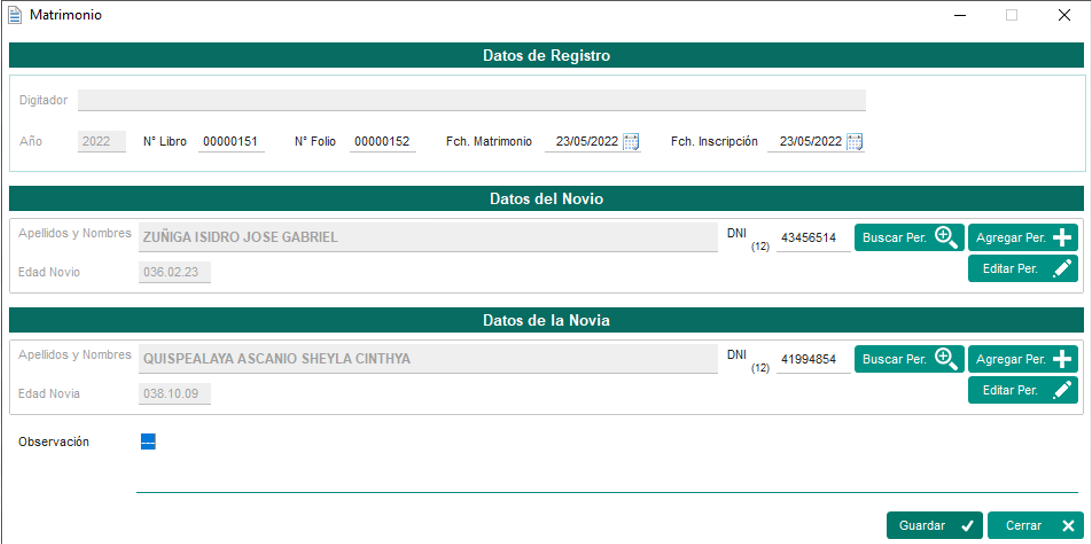 Matrimonio
Datos de Registro
Digitador
Año 2022 N° Libro 00000151 N° Folio 00000152 Fch. Matrimonio 23/05/2022 Fch. Inscripción 23/05/2022
Datos del Novio
Apellidos y Nombres ZUÑIGA ISIDRO JOSE GABRIEL DNI (12) 43456514 Buscar Per. Agregar Per.
Edad Novio 036.02.23 Editar Per.
Datos de la Novia
Apellidos y Nombres QUISPEALAYA ASCANIO SHEYLA CINTHYA DNI (12) 41994854 Buscar Per. Agregar Per.
Edad Novia 038.10.09 Editar Per.
Observación ---
Guardar Cerrar